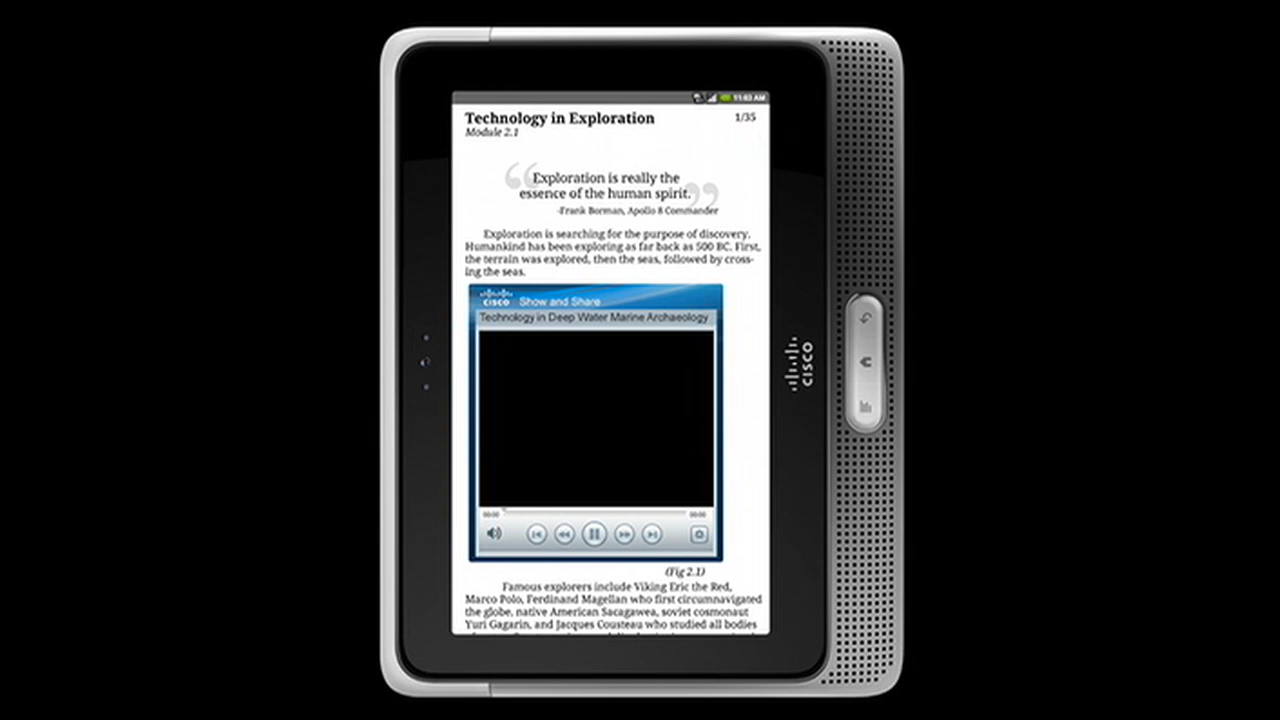 11:03 AM
Technology in Exploration
1/35
Module 2.1
“Exploration is really the
essence of the human spirit.”
-Frank Borman, Apollo 8 Commander
Exploration is searching for the purpose of discovery.
Humankind has been exploring as far back as 500 BC. First,
the terrain was explored, then the seas, followed by cross-
ing the seas.
CISCO Show and Share
Technology in Deep Water Marine Archaeology
00:00
00:00
(Fig 2.1)
Famous explorers include Viking Eric the Red,
Marco Polo, Ferdinand Magellan who first circumnavigated
the globe, native American Sacagawea, soviet cosmonaut
Yuri Gagarin, and Jacques Cousteau who studied all bodies
CISCO